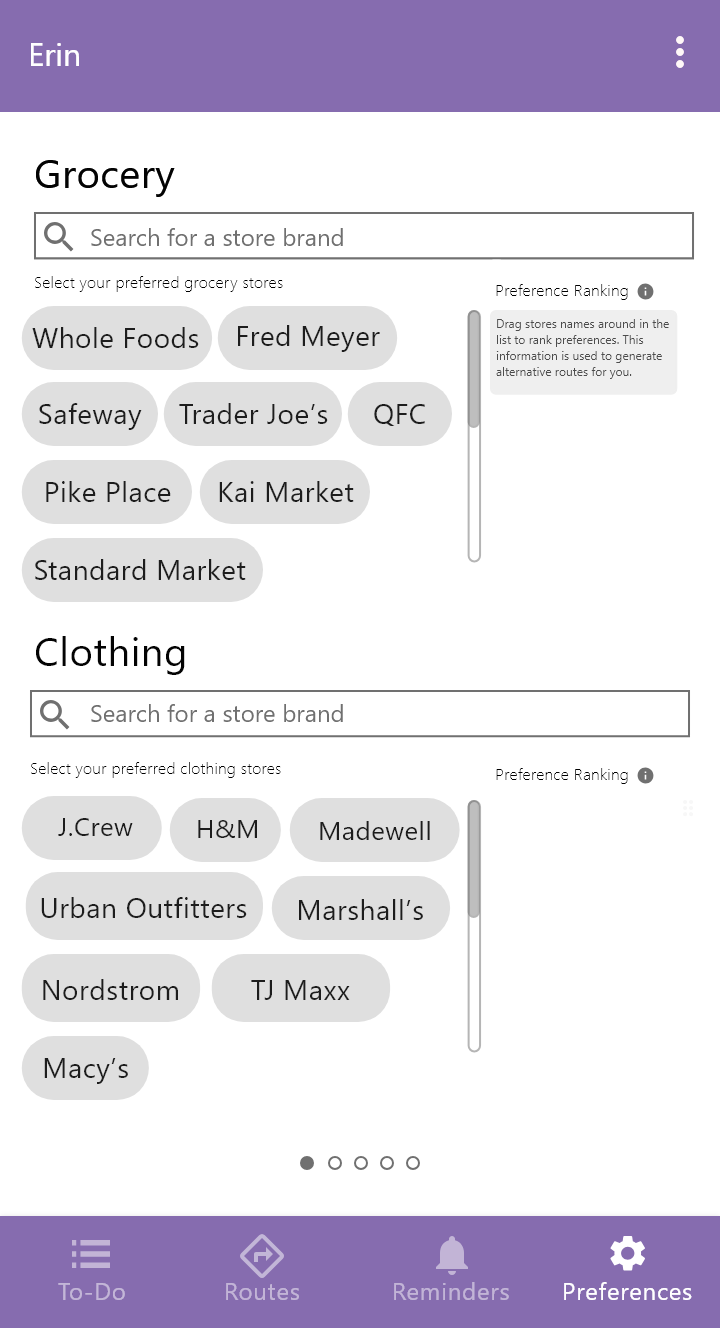 Erin
Grocery
Search for a store brand
Select your preferred grocery stores
Preference Ranking
Whole Foods
Fred Meyer
Drag stores names around in the
list to rank preferences. This
information is used to generate
alternative routes for you.
Safeway
Trader Joe’s
QFC
Pike Place
Kai Market
Standard Market
Clothing
Search for a store brand
Select your preferred clothing stores
Preference Ranking
J.Crew
H&M
Madewell
Urban Outfitters
Marshall’s
Nordstrom
TJ Maxx
Macy’s
To-Do
Routes
Reminders
Preferences